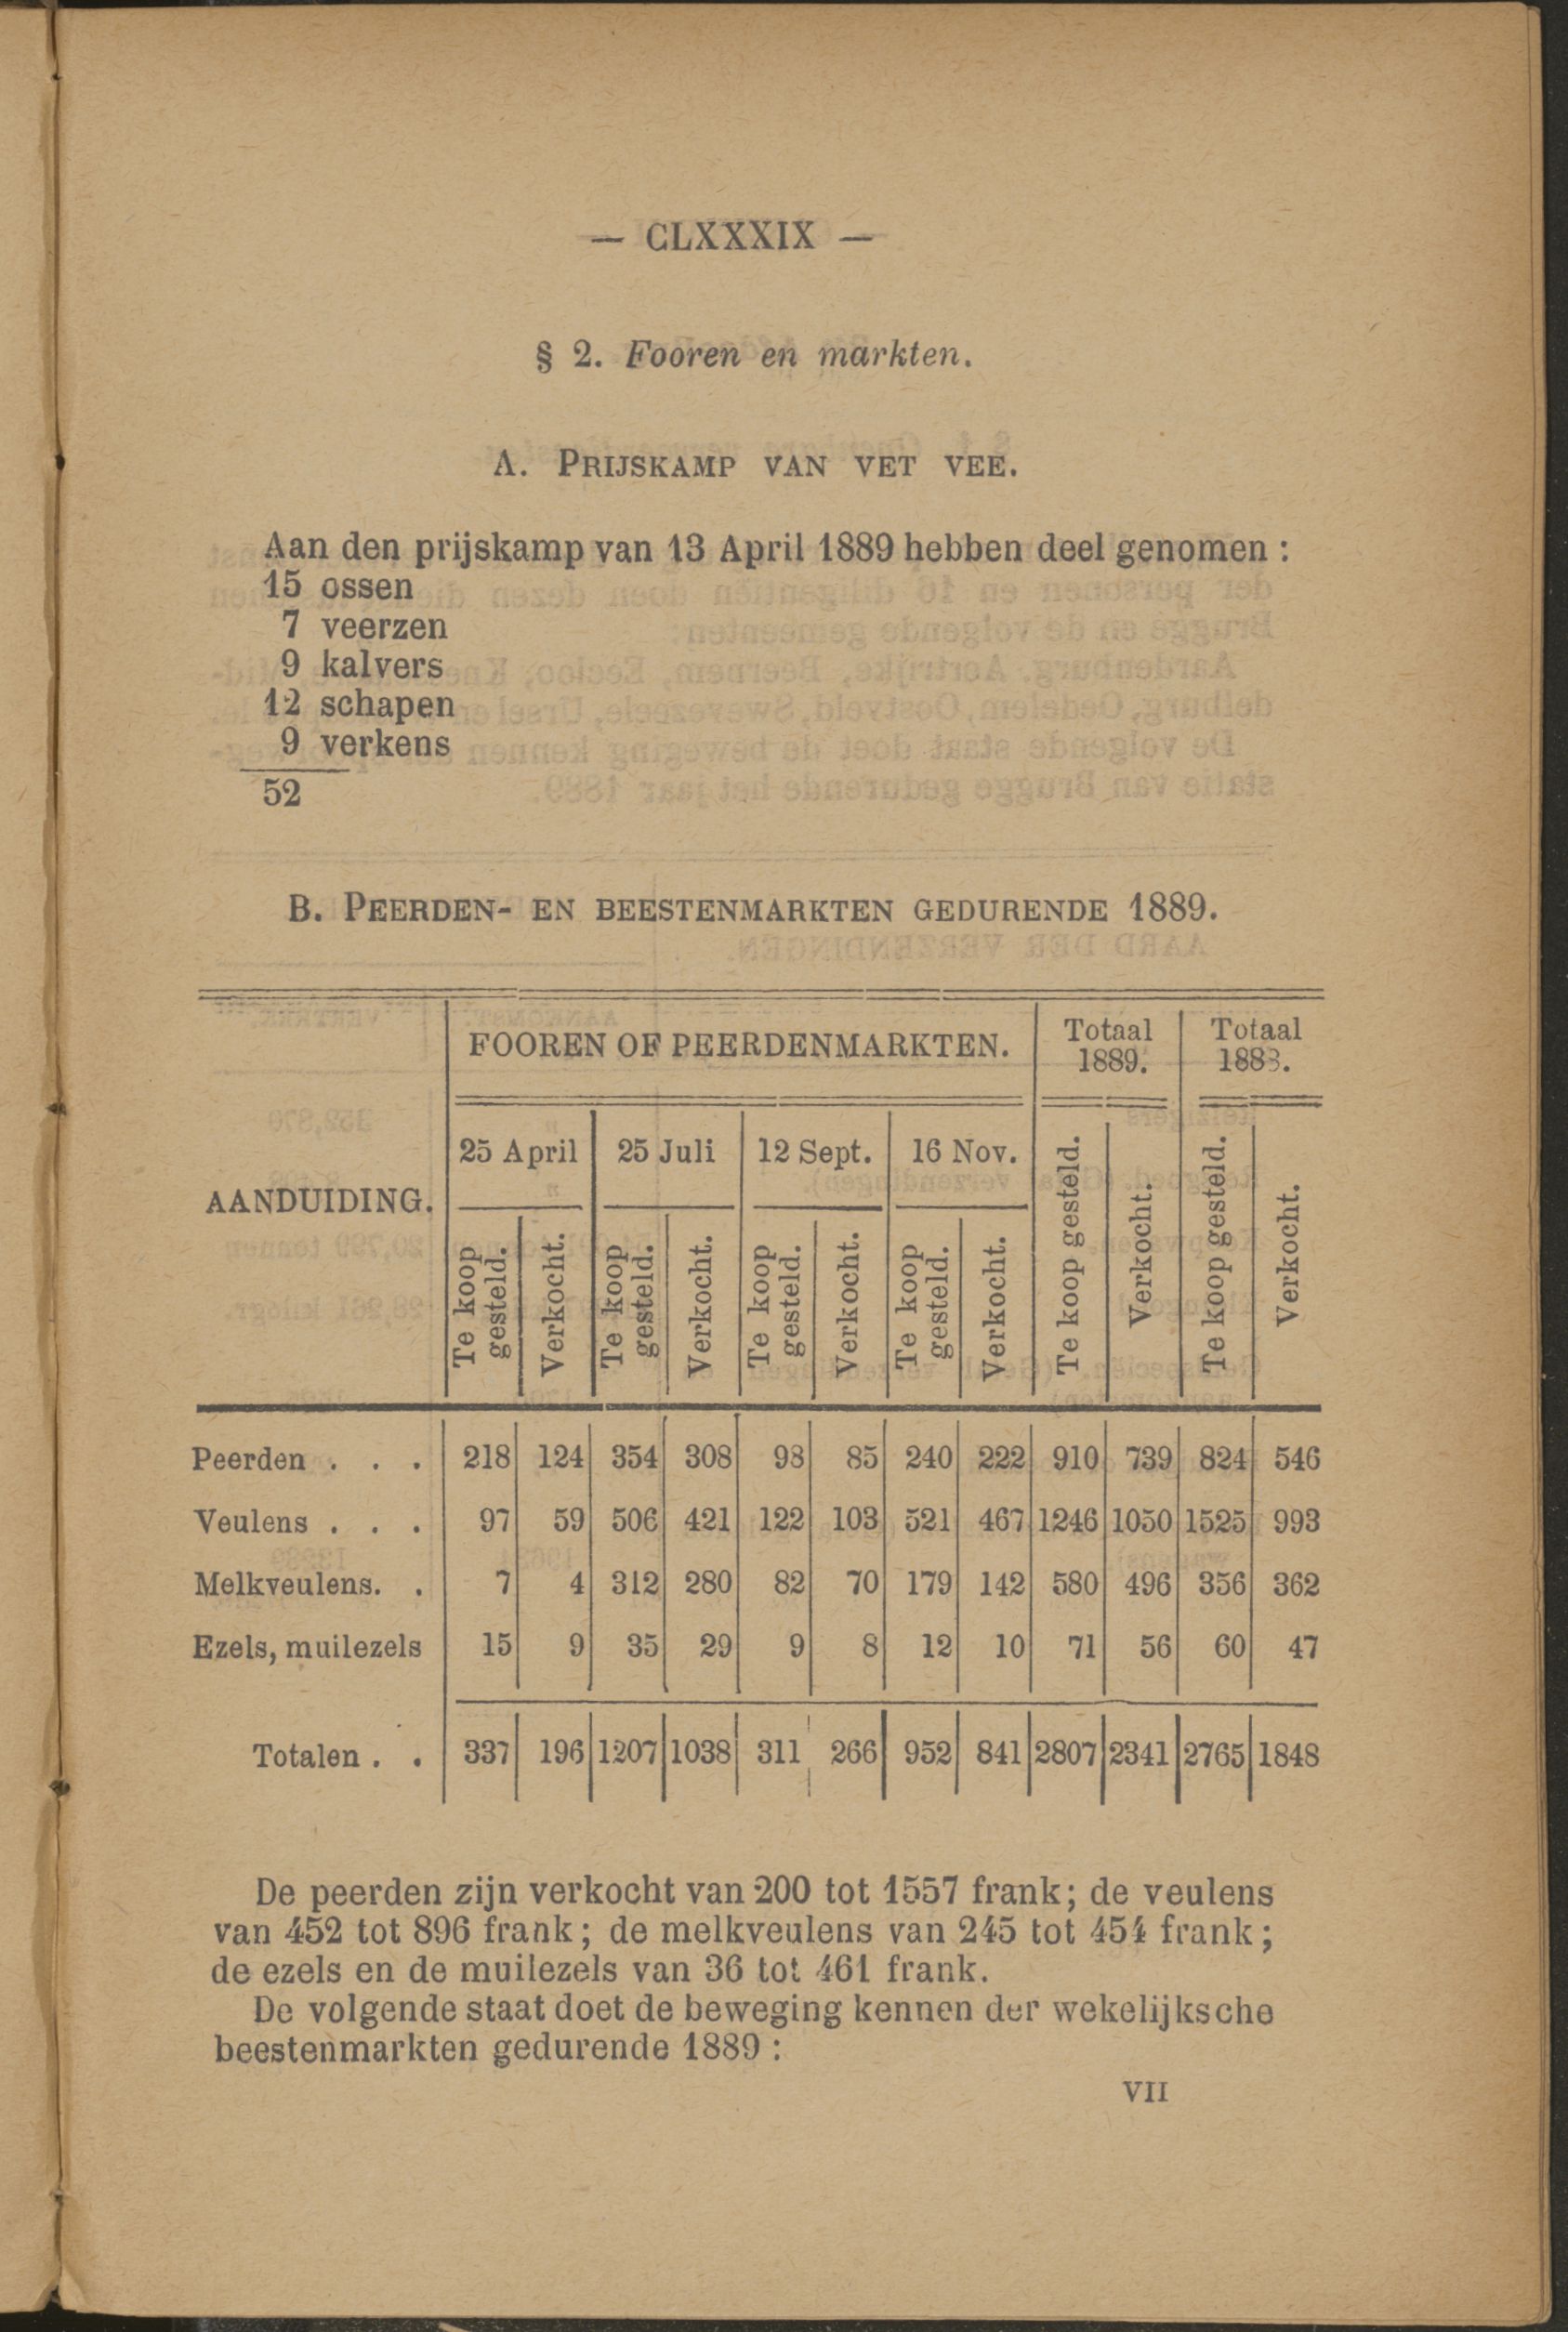 — CLXXXIX —
§ 2. Fooren en markten.
A. PRIJSKAMP VAN VET VEE.
Aan den prijskamp van 13 April 1889 hebben deel genomen :
15 ossen
7 veerzen
9 kalvers
12 schapen
9 verkens
52
B. PEERDEN- EN BEESTENMARKTEN GEDURENDE 1889.
AANDUIDING.
FOOREN OF PEERDENMARKTEN.
Totaal 1889.
Totaal 1888.
25 April
25 Juli
12 Sept.
16 Nov.
Te koop gesteld.
Verkocht.
Te koop gesteld.
Verkocht.
Te koop gesteld.
Verkocht.
Te koop gesteld.
Verkocht.
Te koop gesteld.
Verkocht.
Te koop gesteld.
Verkocht.
Peerden . . . 218 124 354 308 98 85 240 222 910 739 824 546
Veulens . . . 97 59 506 421 122 103 521 467 1246 1050 1525 993
Melkveulens. . 7 4 312 280 82 70 179 142 580 496 356 362
Ezels, muilezels 15 9 35 29 9 8 12 10 71 56 60 47
Totalen . . 337 196 1207 1038 311 266 952 841 2807 2341 2765 1848
De peerden zijn verkocht van 200 tot 1557 frank; de veulens
van 452 tot 896 frank; de melkveulens van 245 tot 454 frank;
de ezels en de muilezels van 36 tot 461 frank.
De volgende staat doet de beweging kennen der wekelijksche
beestenmarkten gedurende 1889 :
VII